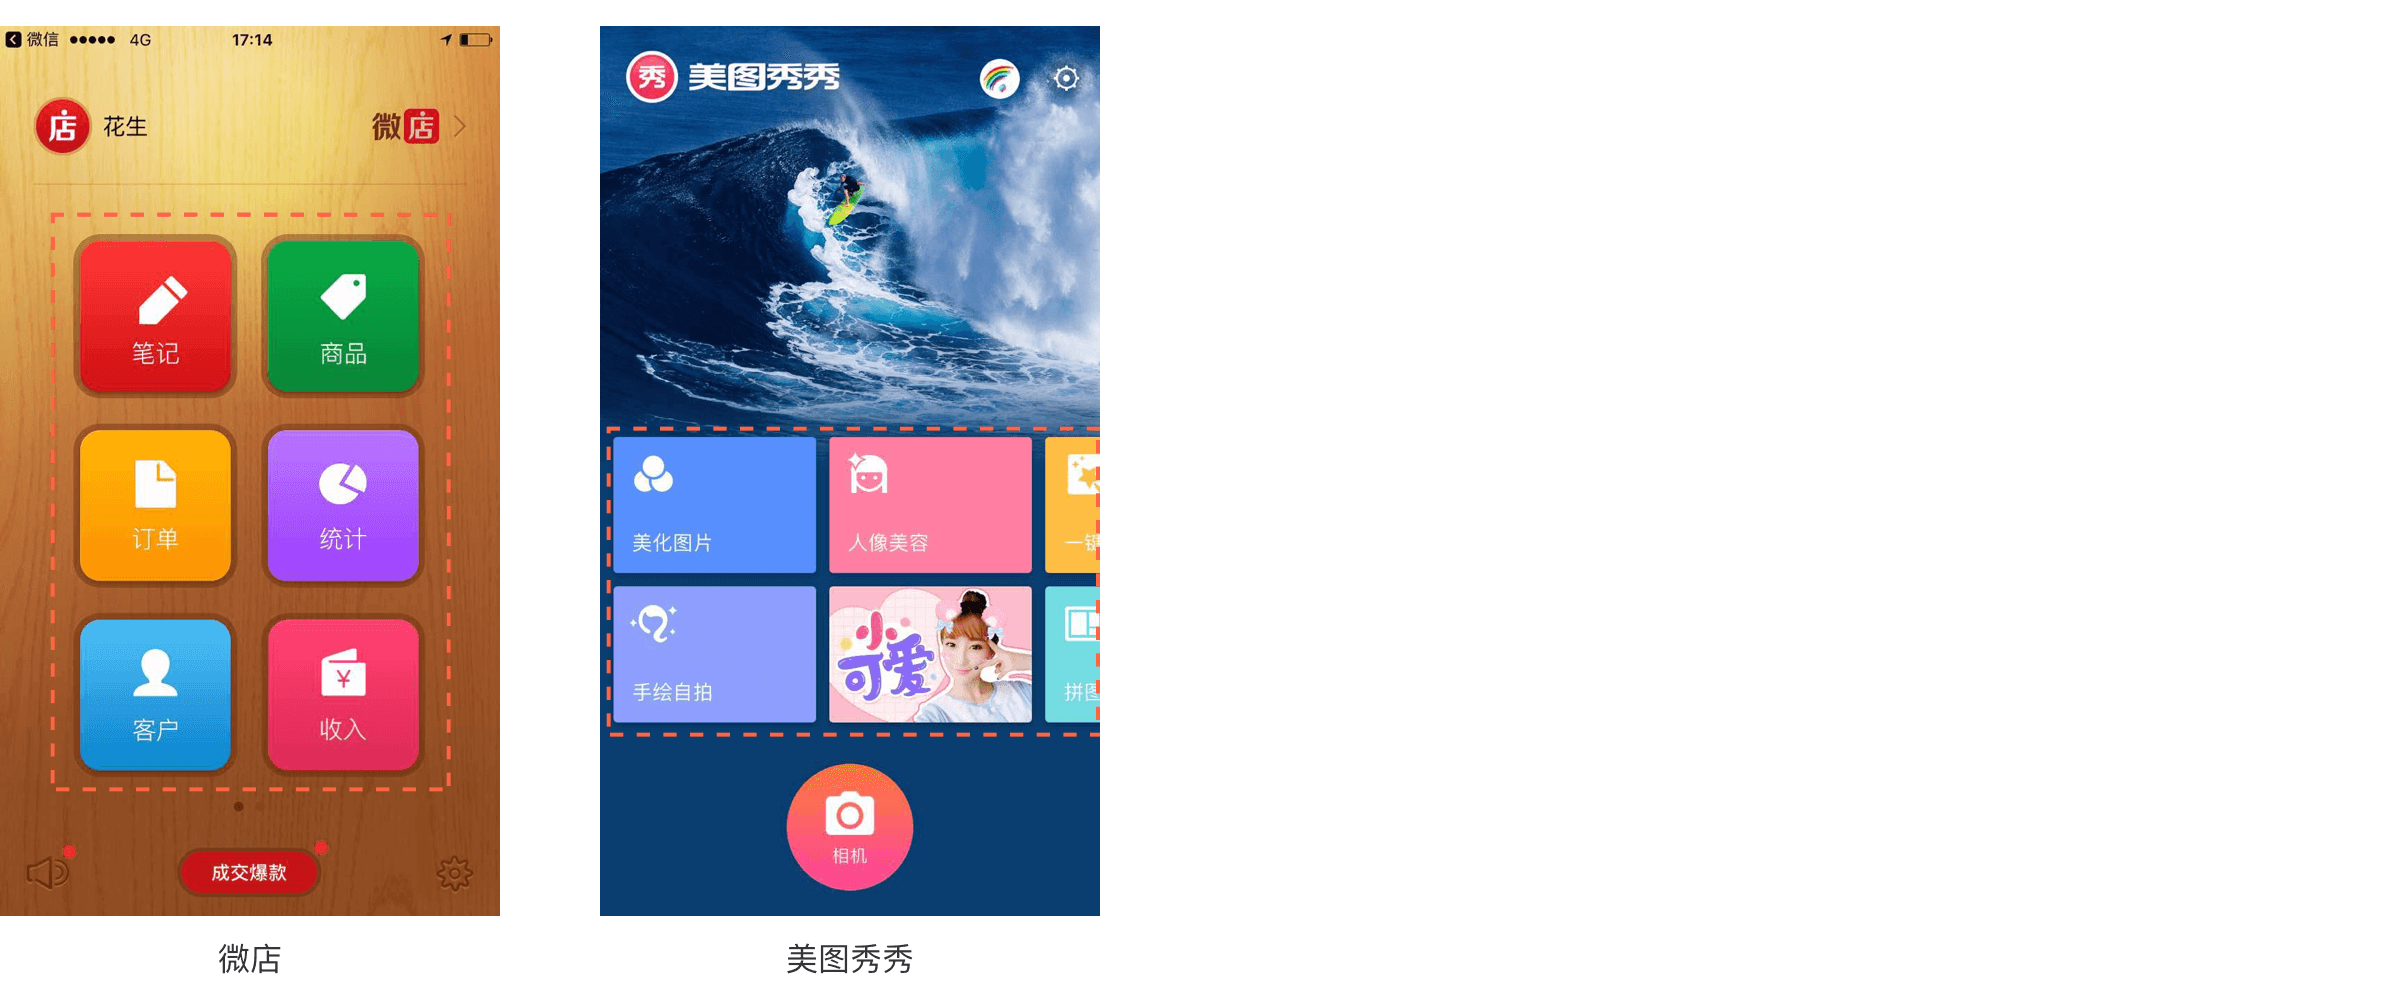 微信 4G 17:14
店 花生 微店
笔记 商品
订单 统计
¥
客户 收入
成交爆款
微店
秀 美图秀秀
美化图片 人像美容 一键
小可爱
手绘自拍 拼图
相机
美图秀秀